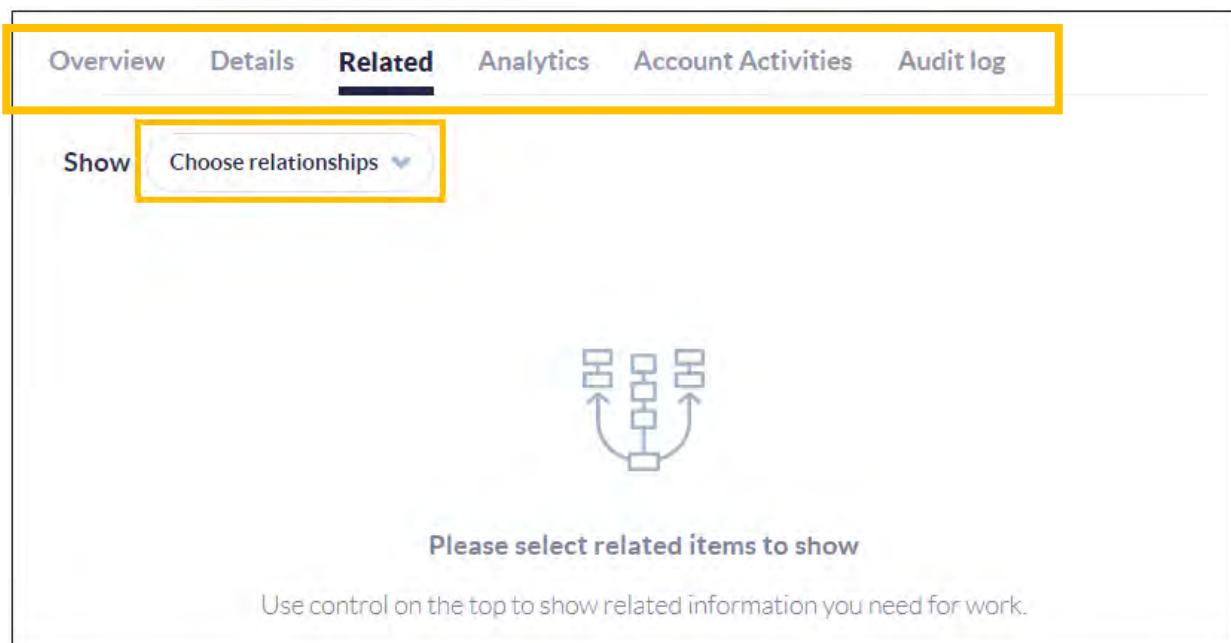 Overview Details Related Analytics Account Activities Audit log
Show Choose relationships
Please select related items to show
Use control on the top to show related information you need for work.